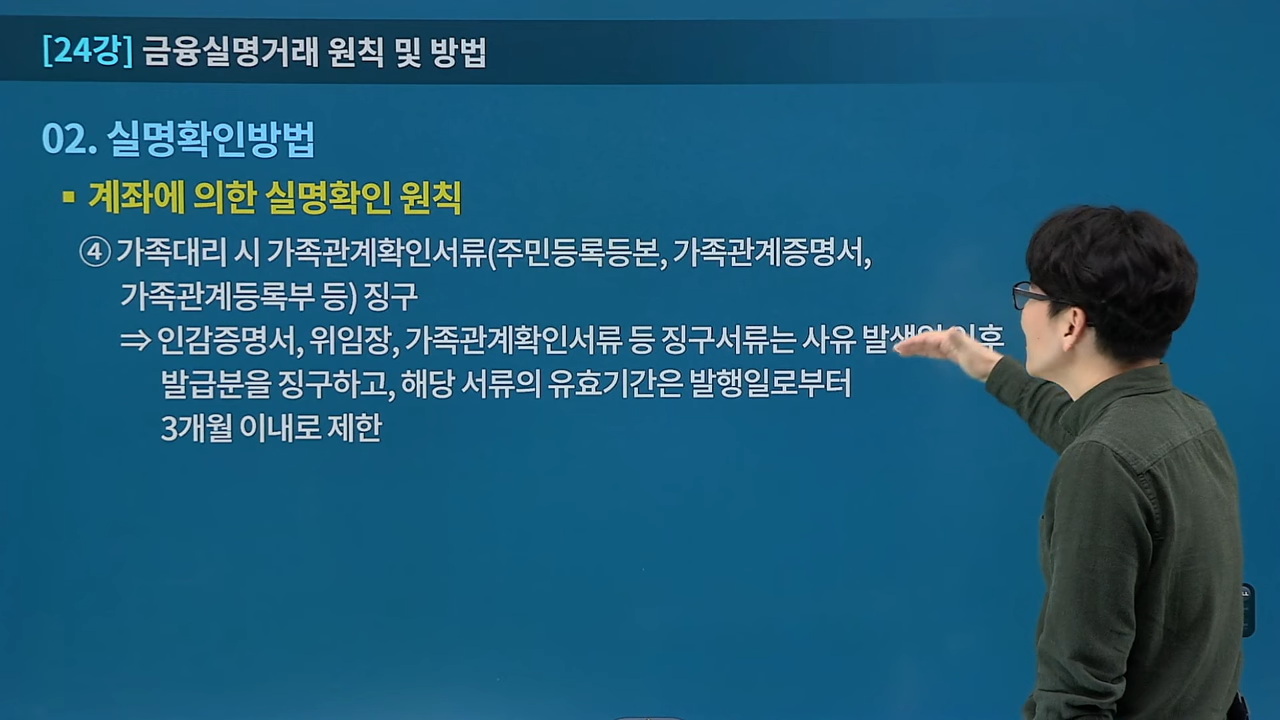 [24강] 금융실명거래 원칙 및 방법
02. 실명확인방법
▪ 계좌에 의한 실명확인 원칙
④ 가족대리 시 가족관계확인서류(주민등록등본, 가족관계증명서,
가족관계등록부 등) 징구
⇒ 인감증명서, 위임장, 가족관계확인서류 등 징구서류는 사유 발생일 이후
발급분을 징구하고, 해당 서류의 유효기간은 발행일로부터
3개월 이내로 제한